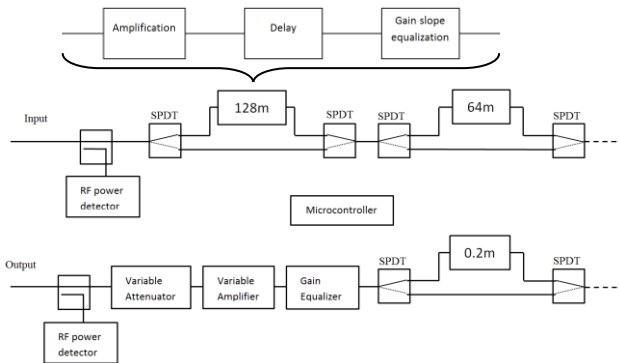 Amplification
Delay
Gain slope
equalization
Input
SPDT
128m
SPDT
SPDT
64m
SPDT
RF power
detector
Microcontroller
Output
Variable
Attenuator
Variable
Amplifier
Gain
Equalizer
SPDT
0.2m
SPDT
RF power
detector